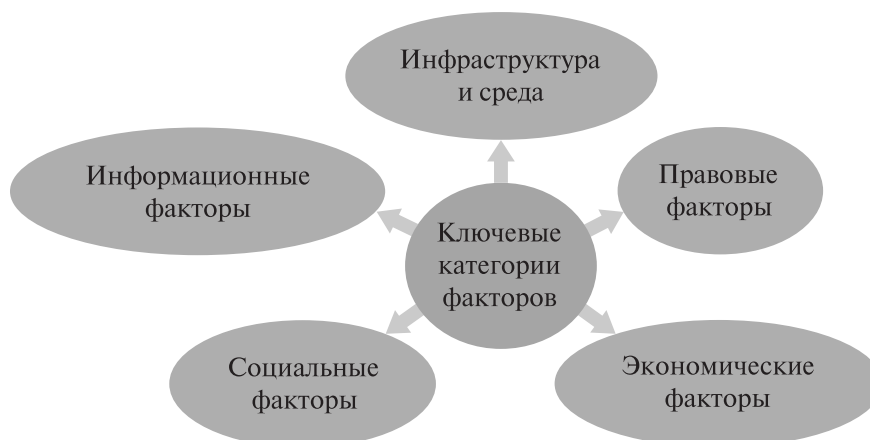 Инфраструктура
и среда
Информационные
факторы
Правовые
факторы
Ключевые
категории
факторов
Социальные
факторы
Экономические
факторы